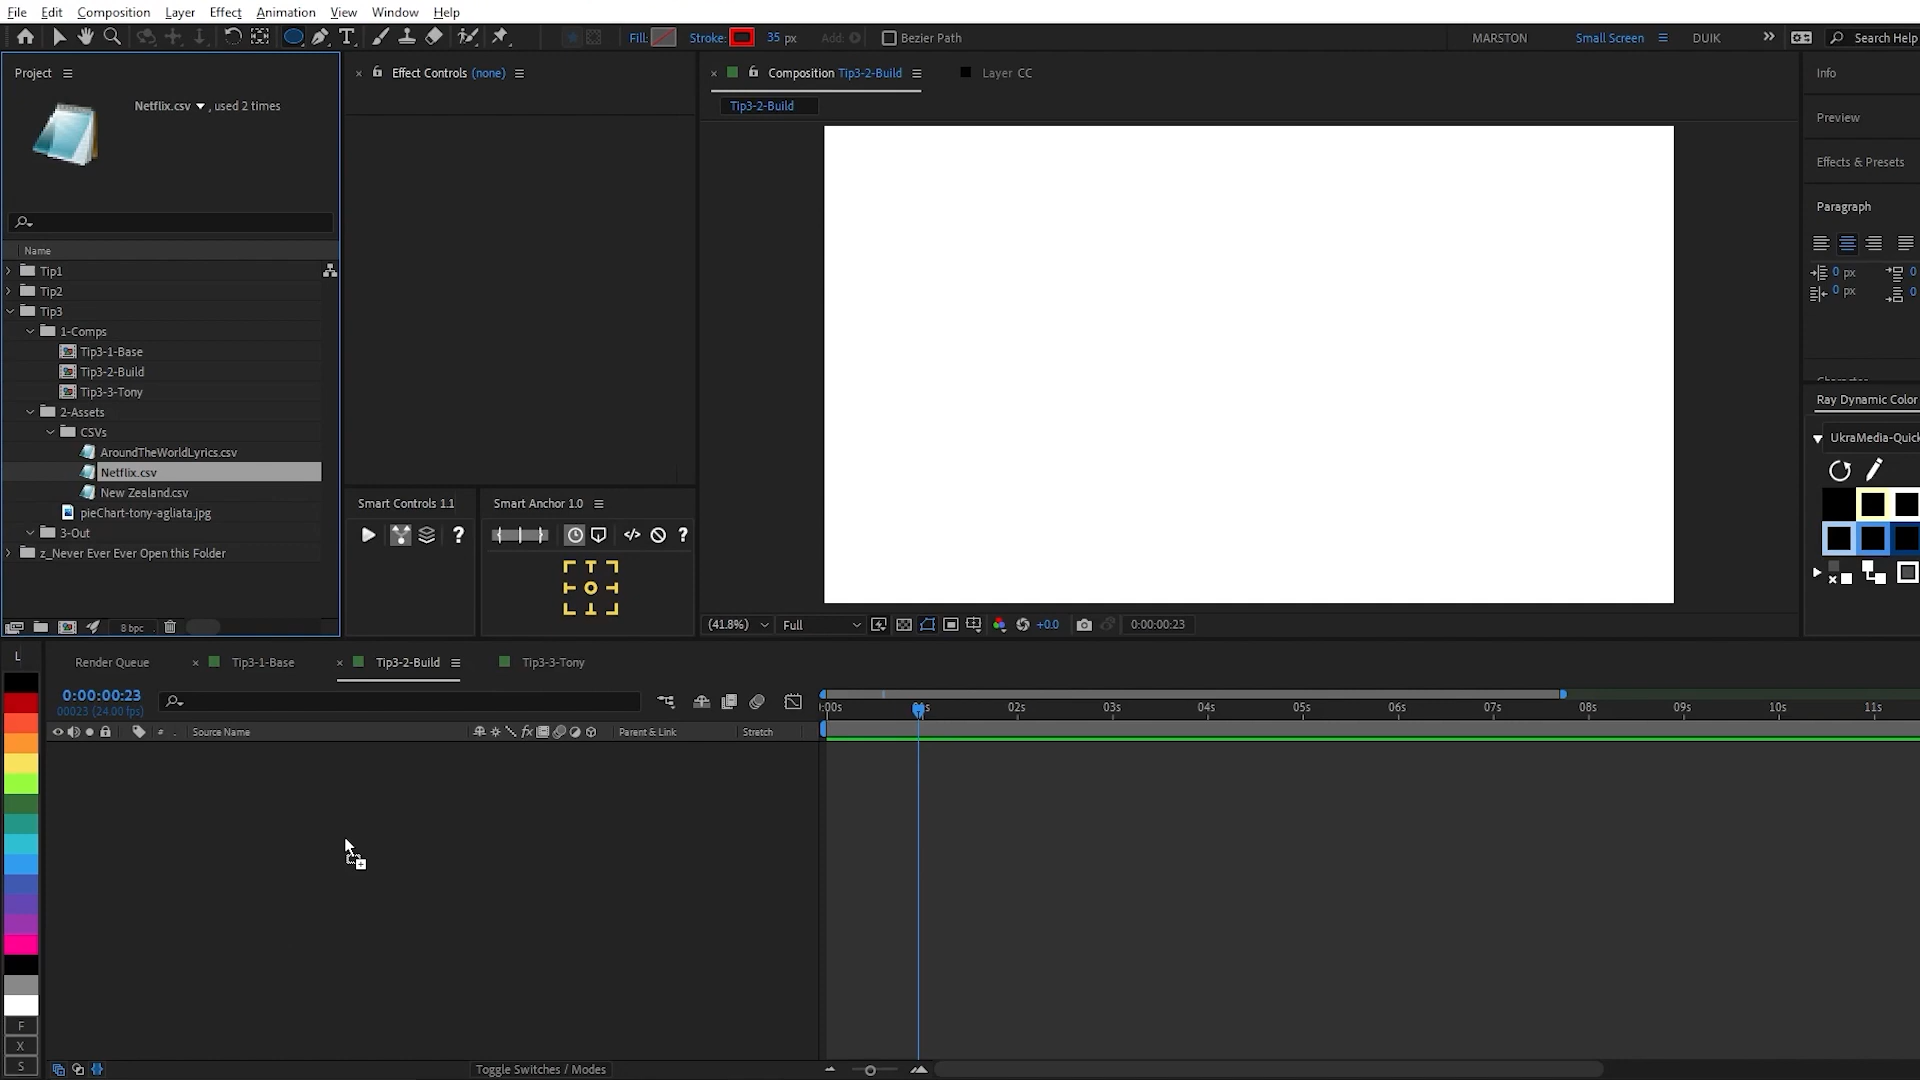 File Edit Composition Layer Effect Animation View Window Help
Fill: Stroke: 35 px Add: Bezier Path MARSTON Small Screen DUIK Search Help
Project
Netflix.csv , used 2 times
Name
Tip1
Tip2
Tip3
1-Comps
Tip3-1-Base
Tip3-2-Build
Tip3-3-Tony
2-Assets
CSVs
AroundTheWorldLyrics.csv
Netflix.csv
New Zealand.csv
pieChart-tony-agliata.jpg
3-Out
z_Never Ever Ever Open this Folder
8 bpc
Effect Controls (none)
Smart Controls 1.1
Smart Anchor 1.0
Composition Tip3-2-Build
Layer CC
Tip3-2-Build
(41.8%) Full +0.0 0:00:00:23
Info
Preview
Effects & Presets
Paragraph
0 px 0
0 px 0
Ray Dynamic Color
UkraMedia-Quick
L
F
X
S
Render Queue Tip3-1-Base Tip3-2-Build Tip3-3-Tony
0:00:00:23
00023 (24.00 fps)
# . Source Name fx Parent & Link Stretch
:00s 02s 03s 04s 05s 06s 07s 08s 09s 10s 11s
Toggle Switches / Modes